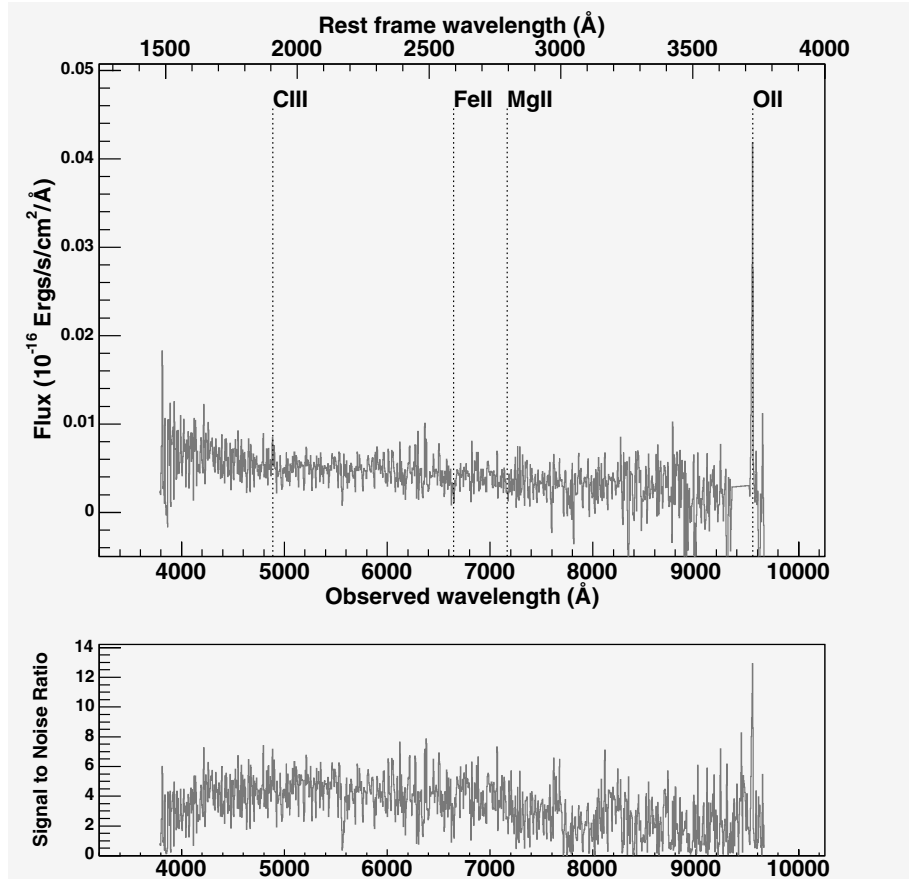 Rest frame wavelength (Å)
1500 2000 2500 3000 3500 4000
Flux (10⁻¹⁶ Ergs/s/cm²/Å)
0.05
CIII FeII MgII OII
0.04
0.03
0.02
0.01
0
4000 5000 6000 7000 8000 9000 10000
Observed wavelength (Å)
Signal to Noise Ratio
14
12
10
8
6
4
2
0
4000 5000 6000 7000 8000 9000 10000